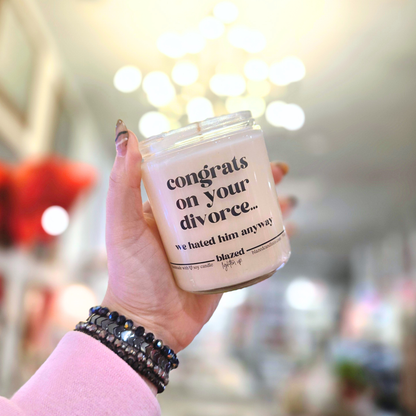 congrats
on your
divorce...
we hated him anyway
blazed